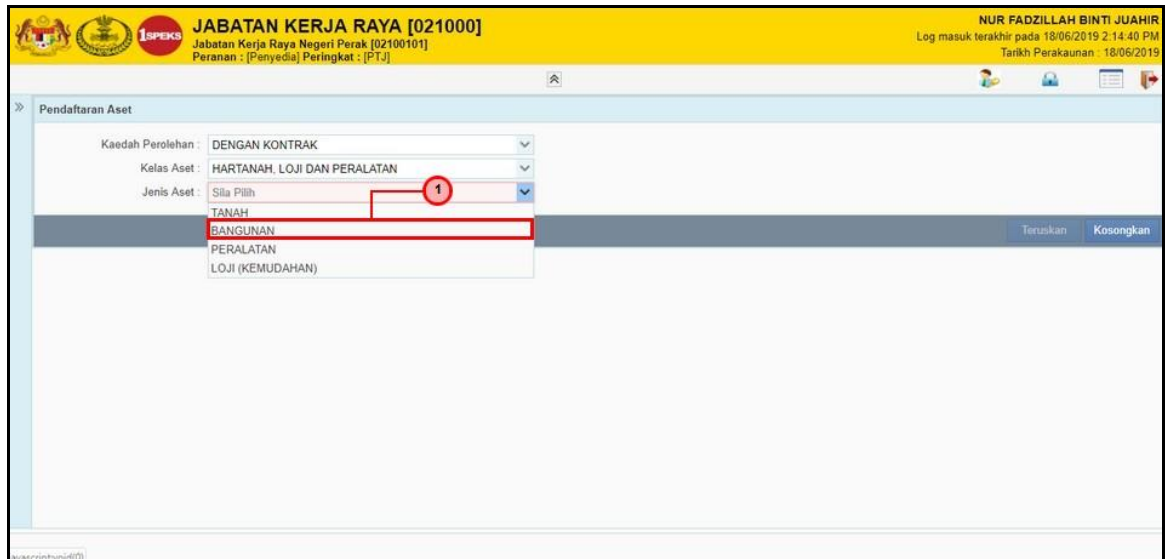 1SPEKS
JABATAN KERJA RAYA [021000]
Jabatan Kerja Raya Negeri Perak [02100101]
Peranan : [Penyedia] Peringkat : [PTJ]
NUR FADZILLAH BINTI JUAHIR
Log masuk terakhir pada 18/06/2019 2:14:40 PM
Tarikh Perakaunan : 18/06/2019
Pendaftaran Aset
Kaedah Perolehan : DENGAN KONTRAK
Kelas Aset : HARTANAH, LOJI DAN PERALATAN
Jenis Aset : Sila Pilih
1
TANAH
BANGUNAN
PERALATAN
LOJI (KEMUDAHAN)
Teruskan Kosongkan